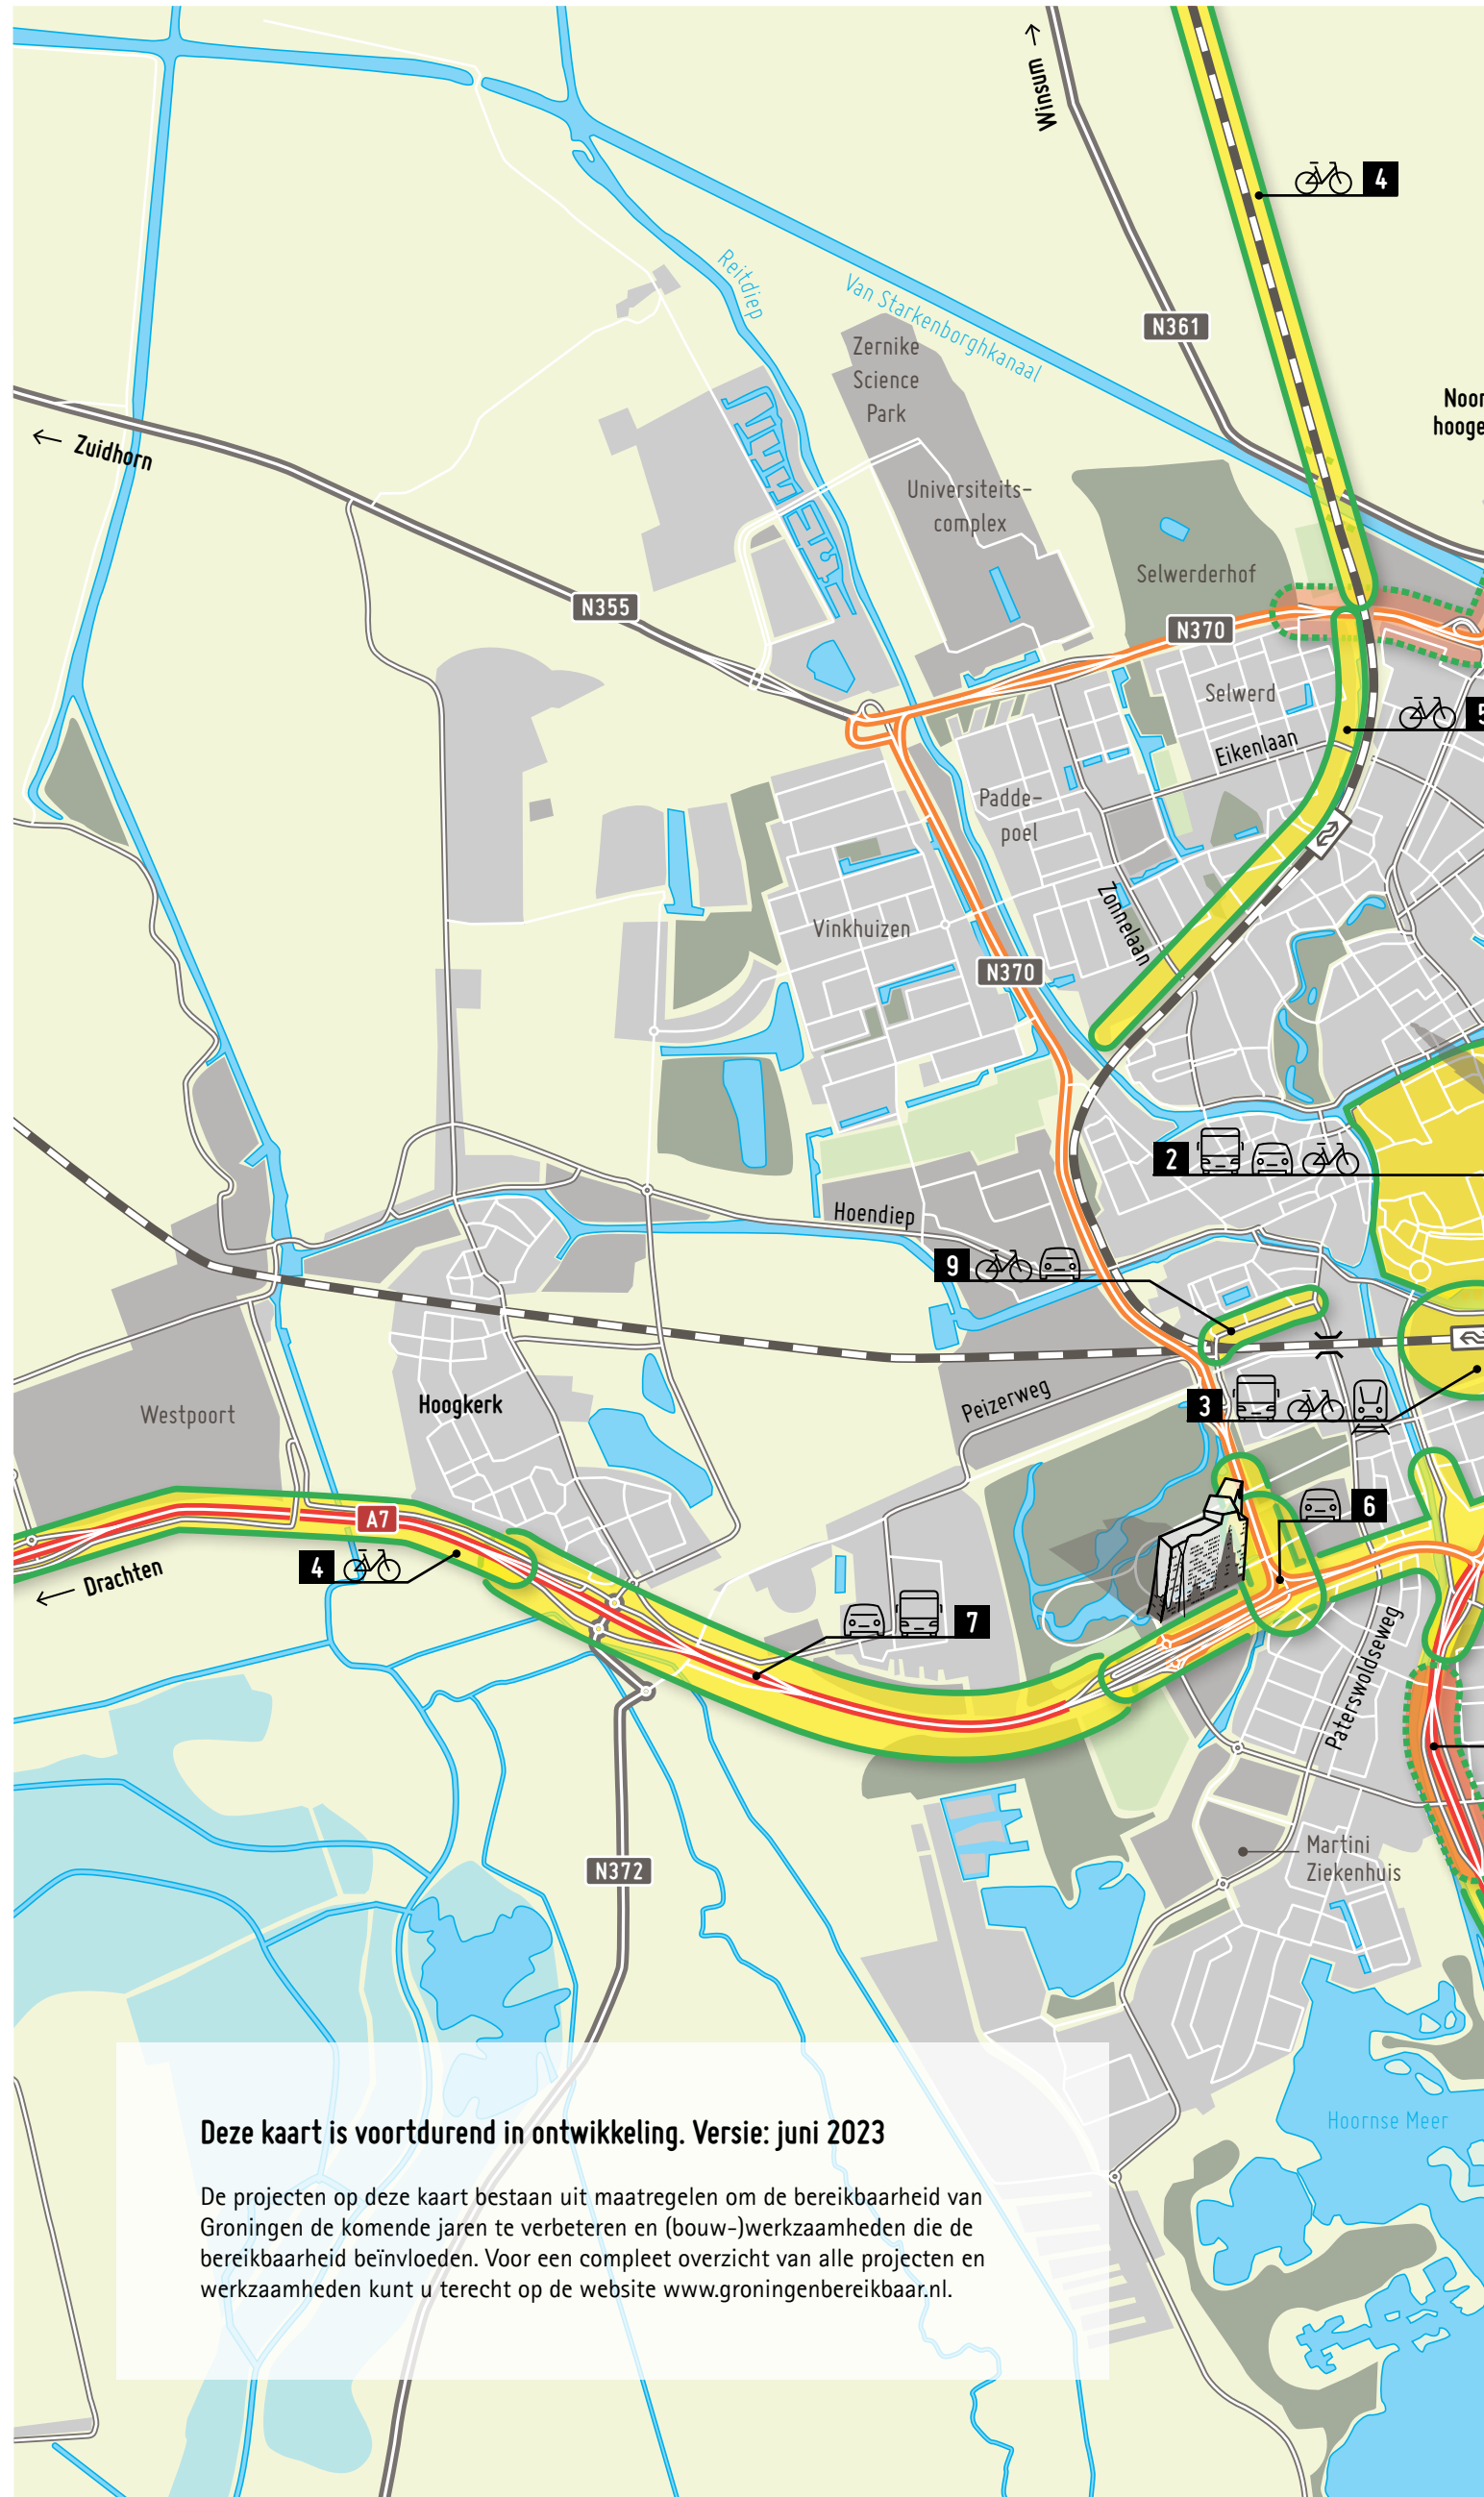 ← Winsum
4
Reitdiep
Van Starkenborghkanaal
N361
Zernike
Science
Park
← Zuidhorn
Universiteits-
complex
Selwerderhof
N355
N370
Selwerd
5
Eikenlaan
Padde-
poel
Zonnelaan
Vinkhuizen
N370
2
Hoendiep
9
Peizerweg
3
Westpoort
Hoogkerk
A7
6
← Drachten
4
7
Paterswoldseweg
N372
Martini
Ziekenhuis
Hoornse Meer
Deze kaart is voortdurend in ontwikkeling. Versie: juni 2023
De projecten op deze kaart bestaan uit maatregelen om de bereikbaarheid van
Groningen de komende jaren te verbeteren en (bouw-)werkzaamheden die de
bereikbaarheid beïnvloeden. Voor een compleet overzicht van alle projecten en
werkzaamheden kunt u terecht op de website www.groningenbereikbaar.nl.